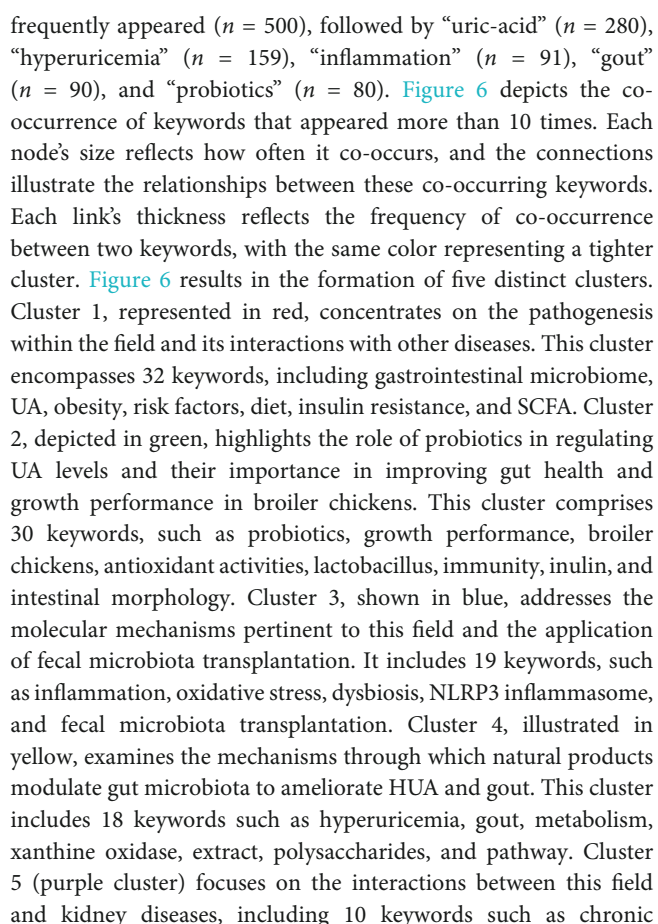 frequently appeared (n = 500), followed by “uric-acid” (n = 280),
“hyperuricemia” (n = 159), “inflammation” (n = 91), “gout”
(n = 90), and “probiotics” (n = 80). Figure 6 depicts the co-
occurrence of keywords that appeared more than 10 times. Each
node’s size reflects how often it co-occurs, and the connections
illustrate the relationships between these co-occurring keywords.
Each link’s thickness reflects the frequency of co-occurrence
between two keywords, with the same color representing a tighter
cluster. Figure 6 results in the formation of five distinct clusters.
Cluster 1, represented in red, concentrates on the pathogenesis
within the field and its interactions with other diseases. This cluster
encompasses 32 keywords, including gastrointestinal microbiome,
UA, obesity, risk factors, diet, insulin resistance, and SCFA. Cluster
2, depicted in green, highlights the role of probiotics in regulating
UA levels and their importance in improving gut health and
growth performance in broiler chickens. This cluster comprises
30 keywords, such as probiotics, growth performance, broiler
chickens, antioxidant activities, lactobacillus, immunity, inulin, and
intestinal morphology. Cluster 3, shown in blue, addresses the
molecular mechanisms pertinent to this field and the application
of fecal microbiota transplantation. It includes 19 keywords, such
as inflammation, oxidative stress, dysbiosis, NLRP3 inflammasome,
and fecal microbiota transplantation. Cluster 4, illustrated in
yellow, examines the mechanisms through which natural products
modulate gut microbiota to ameliorate HUA and gout. This cluster
includes 18 keywords such as hyperuricemia, gout, metabolism,
xanthine oxidase, extract, polysaccharides, and pathway. Cluster
5 (purple cluster) focuses on the interactions between this field
and kidney diseases, including 10 keywords such as chronic